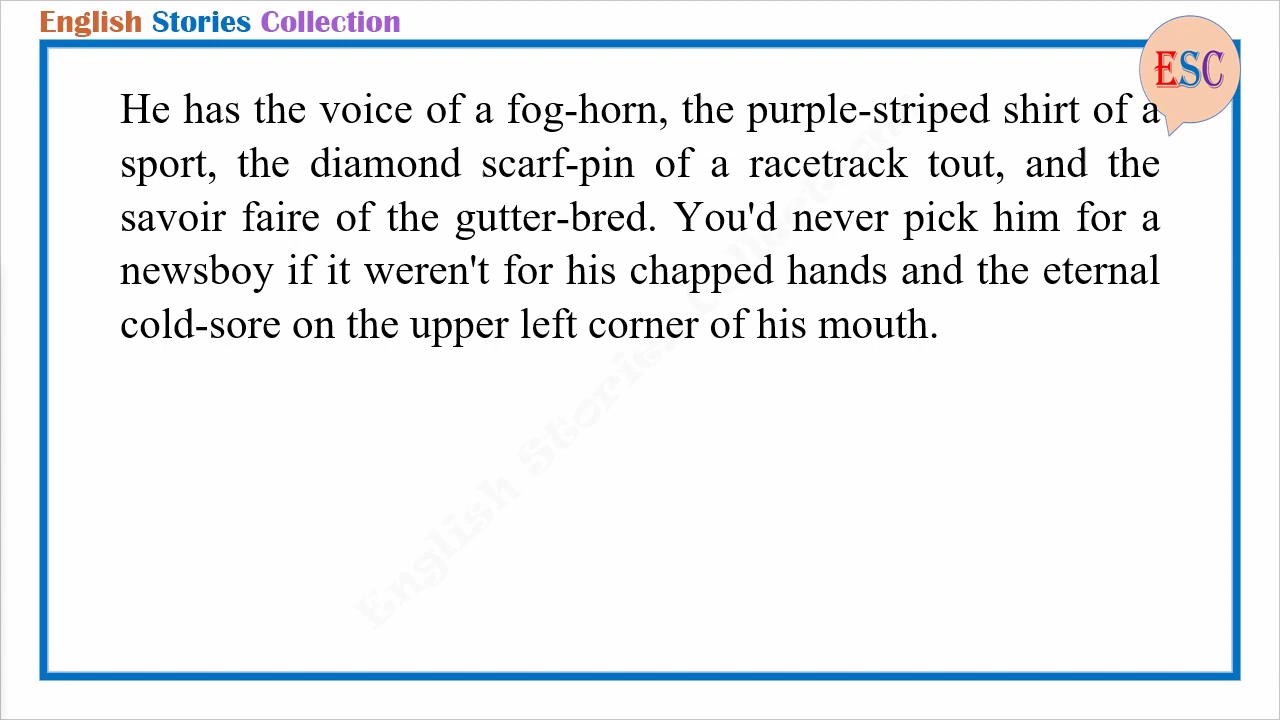 English Stories Collection
ESC
He has the voice of a fog-horn, the purple-striped shirt of a
sport, the diamond scarf-pin of a racetrack tout, and the
savoir faire of the gutter-bred. You'd never pick him for a
newsboy if it weren't for his chapped hands and the eternal
cold-sore on the upper left corner of his mouth.
English Stories Collection